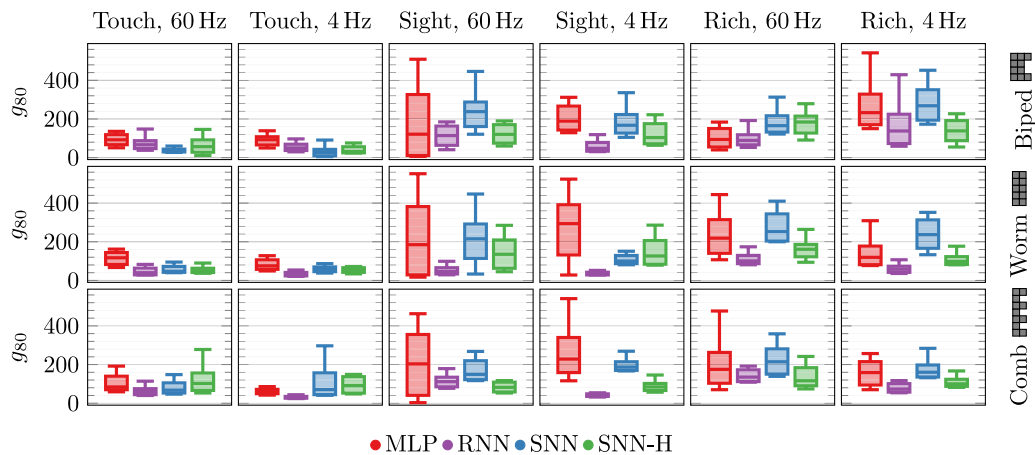 Touch, 60 Hz Touch, 4 Hz Sight, 60 Hz Sight, 4 Hz Rich, 60 Hz Rich, 4 Hz
400
200
0
g80
Biped
400
200
0
g80
Worm
400
200
0
g80
Comb
MLP RNN SNN SNN-H